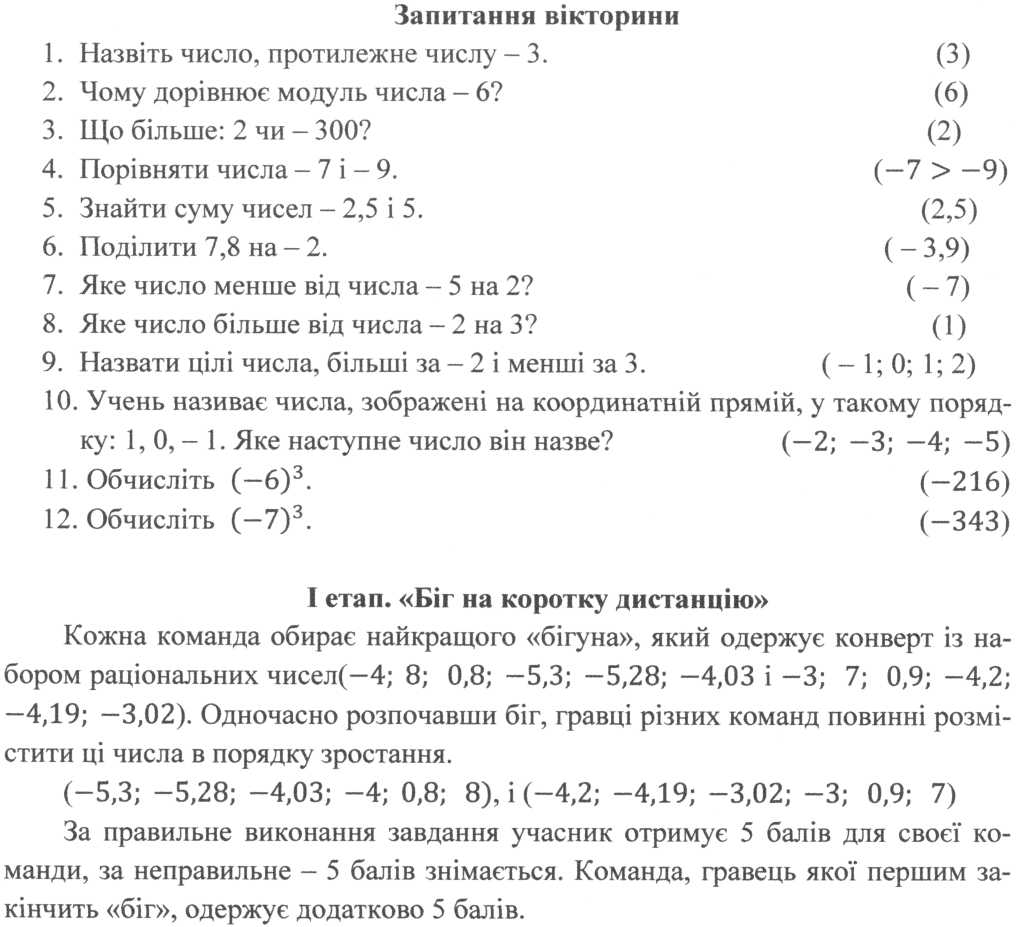 Запитання вікторини
1. Назвіть число, протилежне числу – 3. (3)
2. Чому дорівнює модуль числа – 6? (6)
3. Що більше: 2 чи – 300? (2)
4. Порівняти числа – 7 і – 9. (−7 > −9)
5. Знайти суму чисел – 2,5 і 5. (2,5)
6. Поділити 7,8 на – 2. ( – 3,9)
7. Яке число менше від числа – 5 на 2? ( – 7)
8. Яке число більше від числа – 2 на 3? (1)
9. Назвати цілі числа, більші за – 2 і менші за 3. ( – 1; 0; 1; 2)
10. Учень називає числа, зображені на координатній прямій, у такому поряд-
ку: 1, 0, – 1. Яке наступне число він назве? (−2; −3; −4; −5)
11. Обчисліть (−6)³. (−216)
12. Обчисліть (−7)³. (−343)
І етап. «Біг на коротку дистанцію»
Кожна команда обирає найкращого «бігуна», який одержує конверт із на-
бором раціональних чисел(−4; 8; 0,8; −5,3; −5,28; −4,03 і −3; 7; 0,9; −4,2;
−4,19; −3,02). Одночасно розпочавши біг, гравці різних команд повинні розмі-
стити ці числа в порядку зростання.
(−5,3; −5,28; −4,03; −4; 0,8; 8), і (−4,2; −4,19; −3,02; −3; 0,9; 7)
За правильне виконання завдання учасник отримує 5 балів для своєї ко-
манди, за неправильне – 5 балів знімається. Команда, гравець якої першим за-
кінчить «біг», одержує додатково 5 балів.